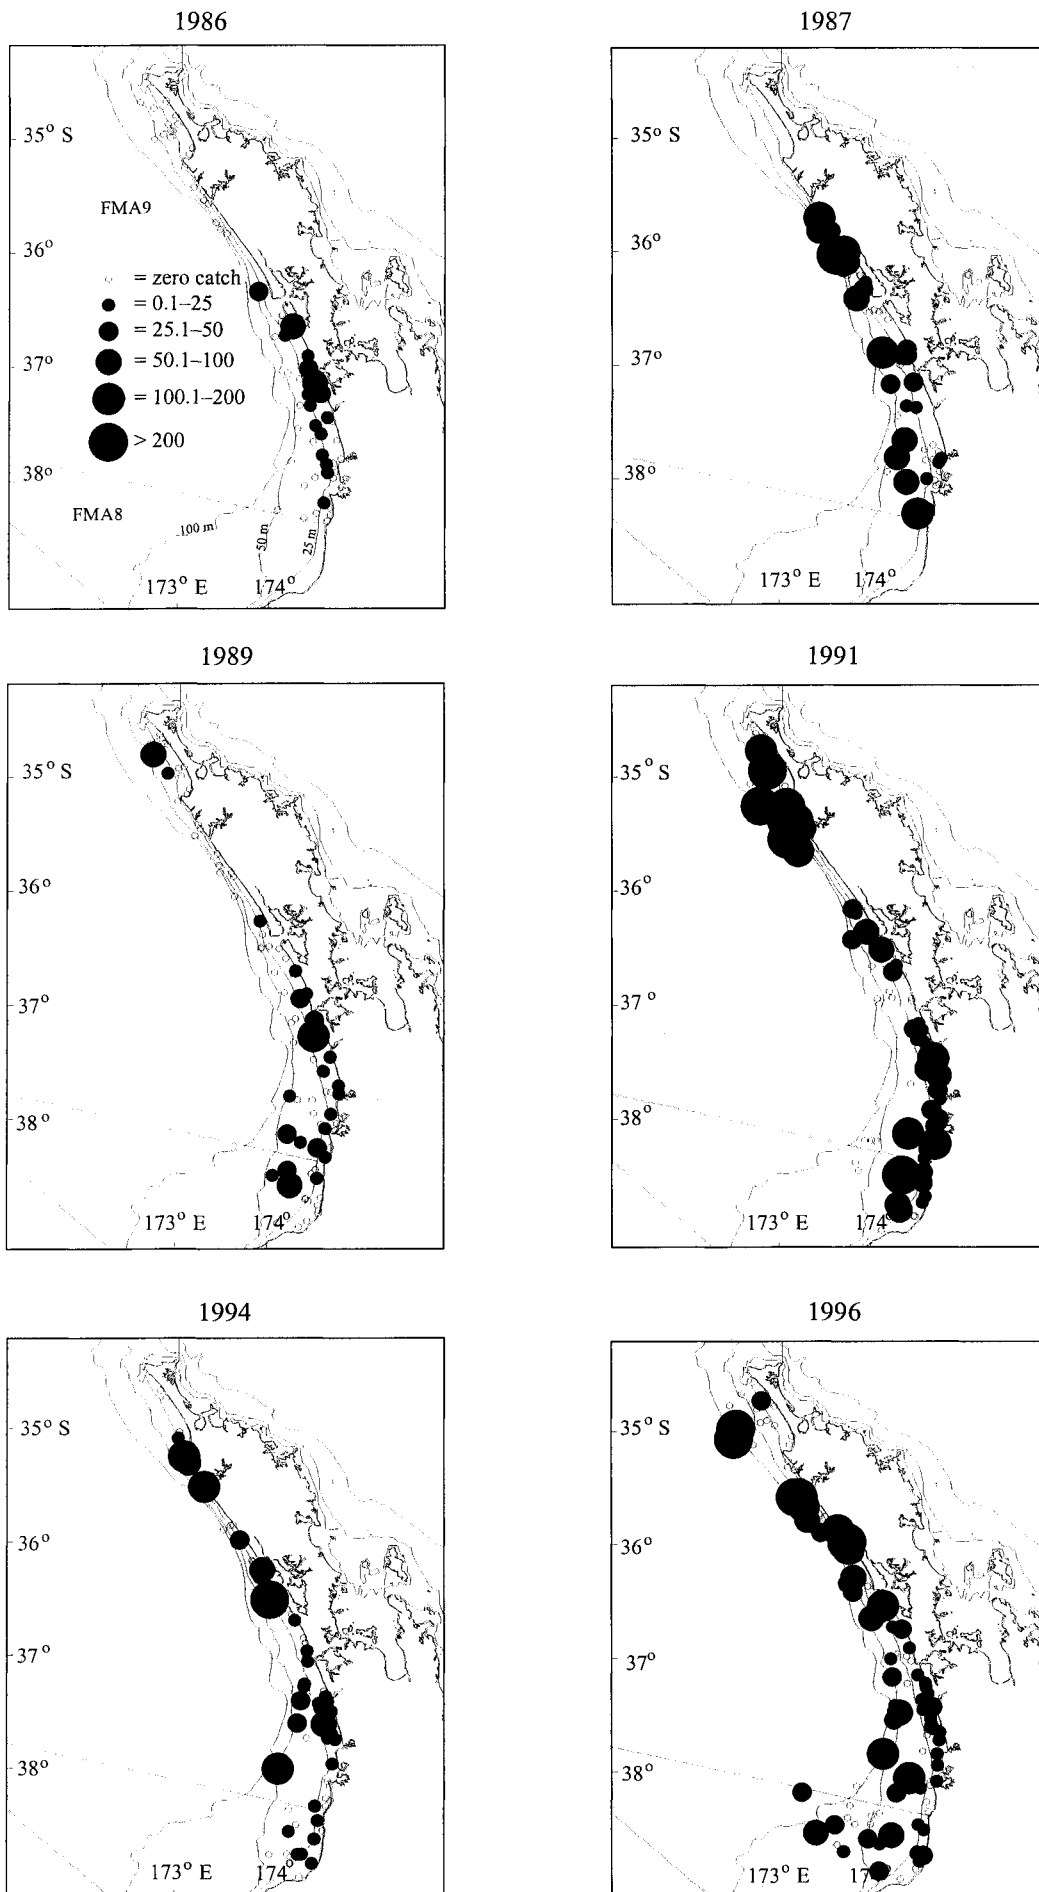 1986
1987
35° S
35° S
FMA9
36°
36°
= zero catch
= 0.1–25
= 25.1–50
= 50.1–100
= 100.1–200
> 200
37°
37°
38°
38°
FMA8
100 m
50 m
25 m
173° E
174°
173° E
174°
1989
1991
35° S
35° S
36°
36°
37°
37°
38°
38°
173° E
174°
173° E
174°
1994
1996
35° S
35° S
36°
36°
37°
37°
38°
38°
173° E
174°
173° E